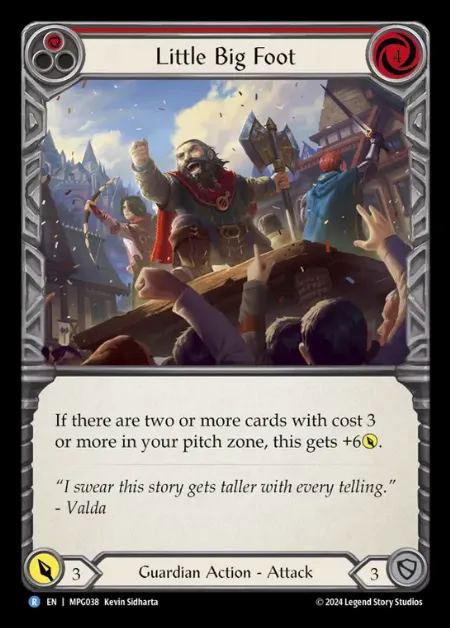 Little Big Foot
4
If there are two or more cards with cost 3
or more in your pitch zone, this gets +6.
“I swear this story gets taller with every telling.”
- Valda
3
Guardian Action - Attack
3
R EN | MPG038 Kevin Sidharta
© 2024 Legend Story Studios